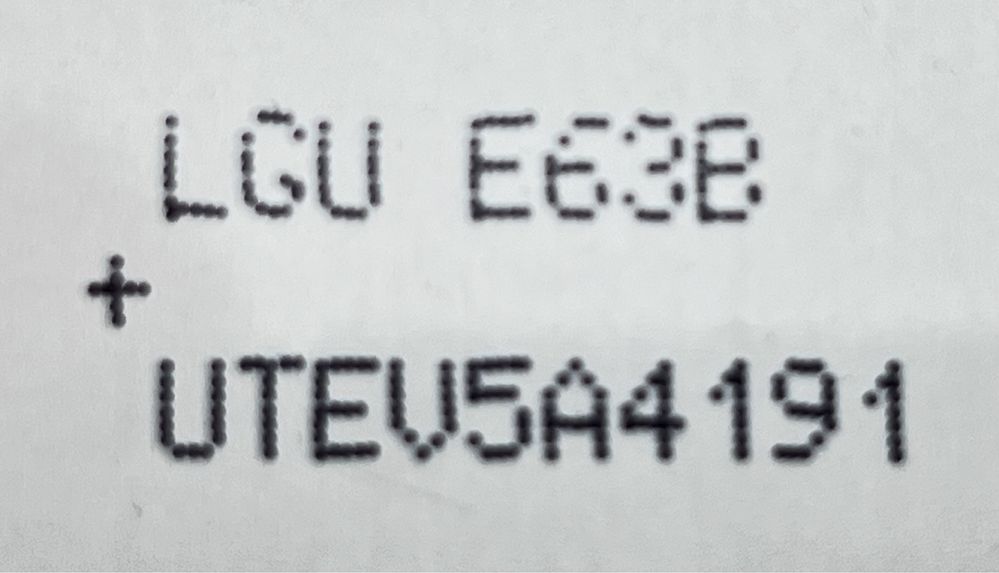 LGU E63B
+
UTEV5A4191